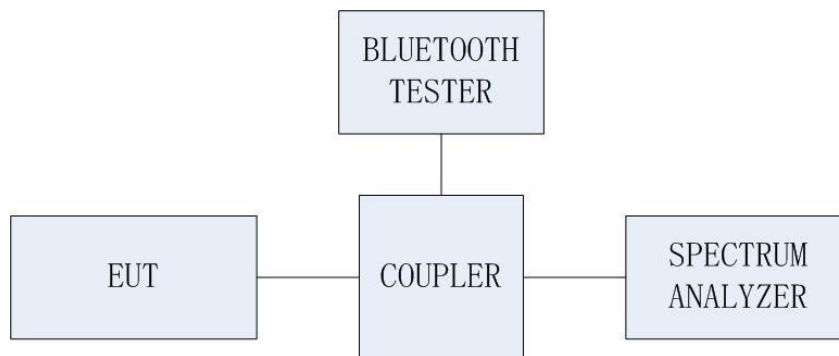 BLUETOOTH
TESTER
EUT
COUPLER
SPECTRUM
ANALYZER